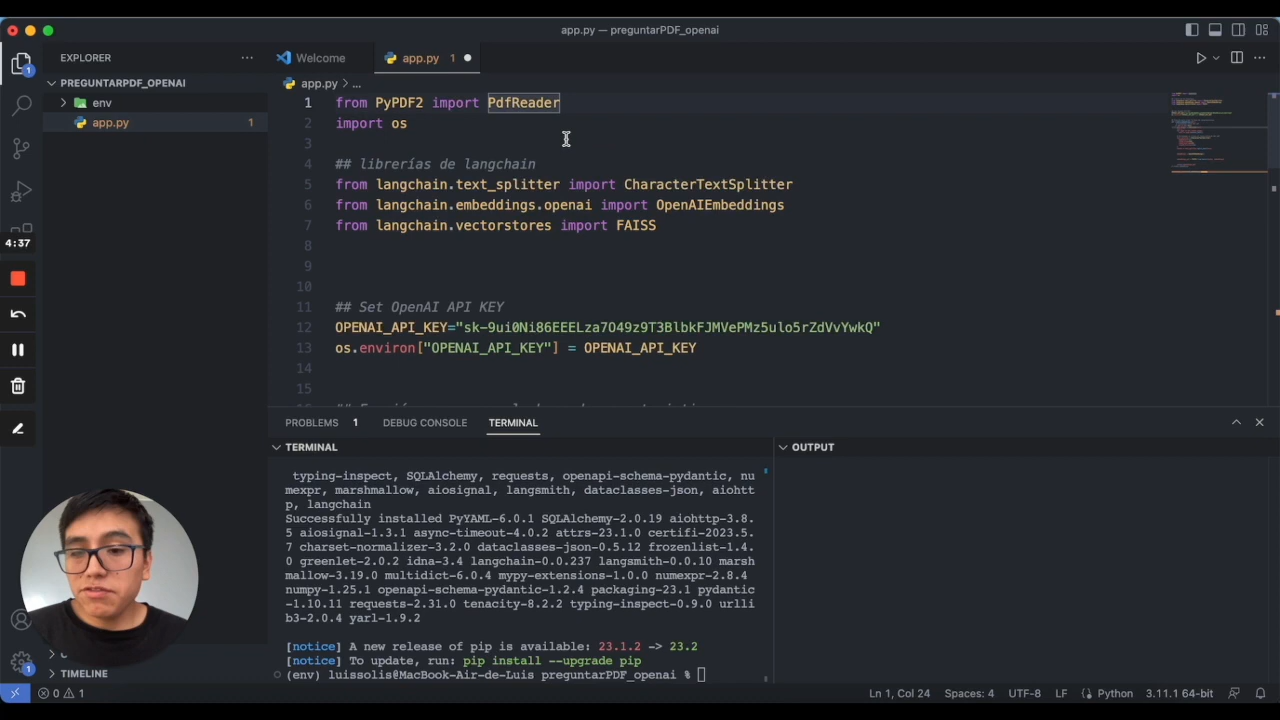 app.py — preguntarPDF_openai
EXPLORER
Welcome
app.py 1
PREGUNTARPDF_OPENAI
app.py > ...
env
app.py 1
1 from PyPDF2 import PdfReader
2 import os
3
4 ## librerías de langchain
5 from langchain.text_splitter import CharacterTextSplitter
6 from langchain.embeddings.openai import OpenAIEmbeddings
7 from langchain.vectorstores import FAISS
8
9
10
11 ## Set OpenAI API KEY
12 OPENAI_API_KEY="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"
13 os.environ["OPENAI_API_KEY"] = OPENAI_API_KEY
14
15
1
4:37
PROBLEMS 1 DEBUG CONSOLE TERMINAL
TERMINAL
OUTPUT
typing-inspect, SQLAlchemy, requests, openapi-schema-pydantic, nu
mexpr, marshmallow, aiosignal, langsmith, dataclasses-json, aiohtt
p, langchain
Successfully installed PyYAML-6.0.1 SQLAlchemy-2.0.19 aiohttp-3.8.
5 aiosignal-1.3.1 async-timeout-4.0.2 attrs-23.1.0 certifi-2023.5.
7 charset-normalizer-3.2.0 dataclasses-json-0.5.12 frozenlist-1.4.
0 greenlet-2.0.2 idna-3.4 langchain-0.0.237 langsmith-0.0.10 marsh
mallow-3.19.0 multidict-6.0.4 mypy-extensions-1.0.0 numexpr-2.8.4
numpy-1.25.1 openapi-schema-pydantic-1.2.4 packaging-23.1 pydantic
-1.10.11 requests-2.31.0 tenacity-8.2.2 typing-inspect-0.9.0 urlli
b3-2.0.4 yarl-1.9.2
[notice] A new release of pip is available: 23.1.2 -> 23.2
[notice] To update, run: pip install --upgrade pip
(env) luissolis@MacBook-Air-de-Luis preguntarPDF_openai %
1
TIMELINE
0 1
Ln 1, Col 24 Spaces: 4 UTF-8 LF Python 3.11.1 64-bit